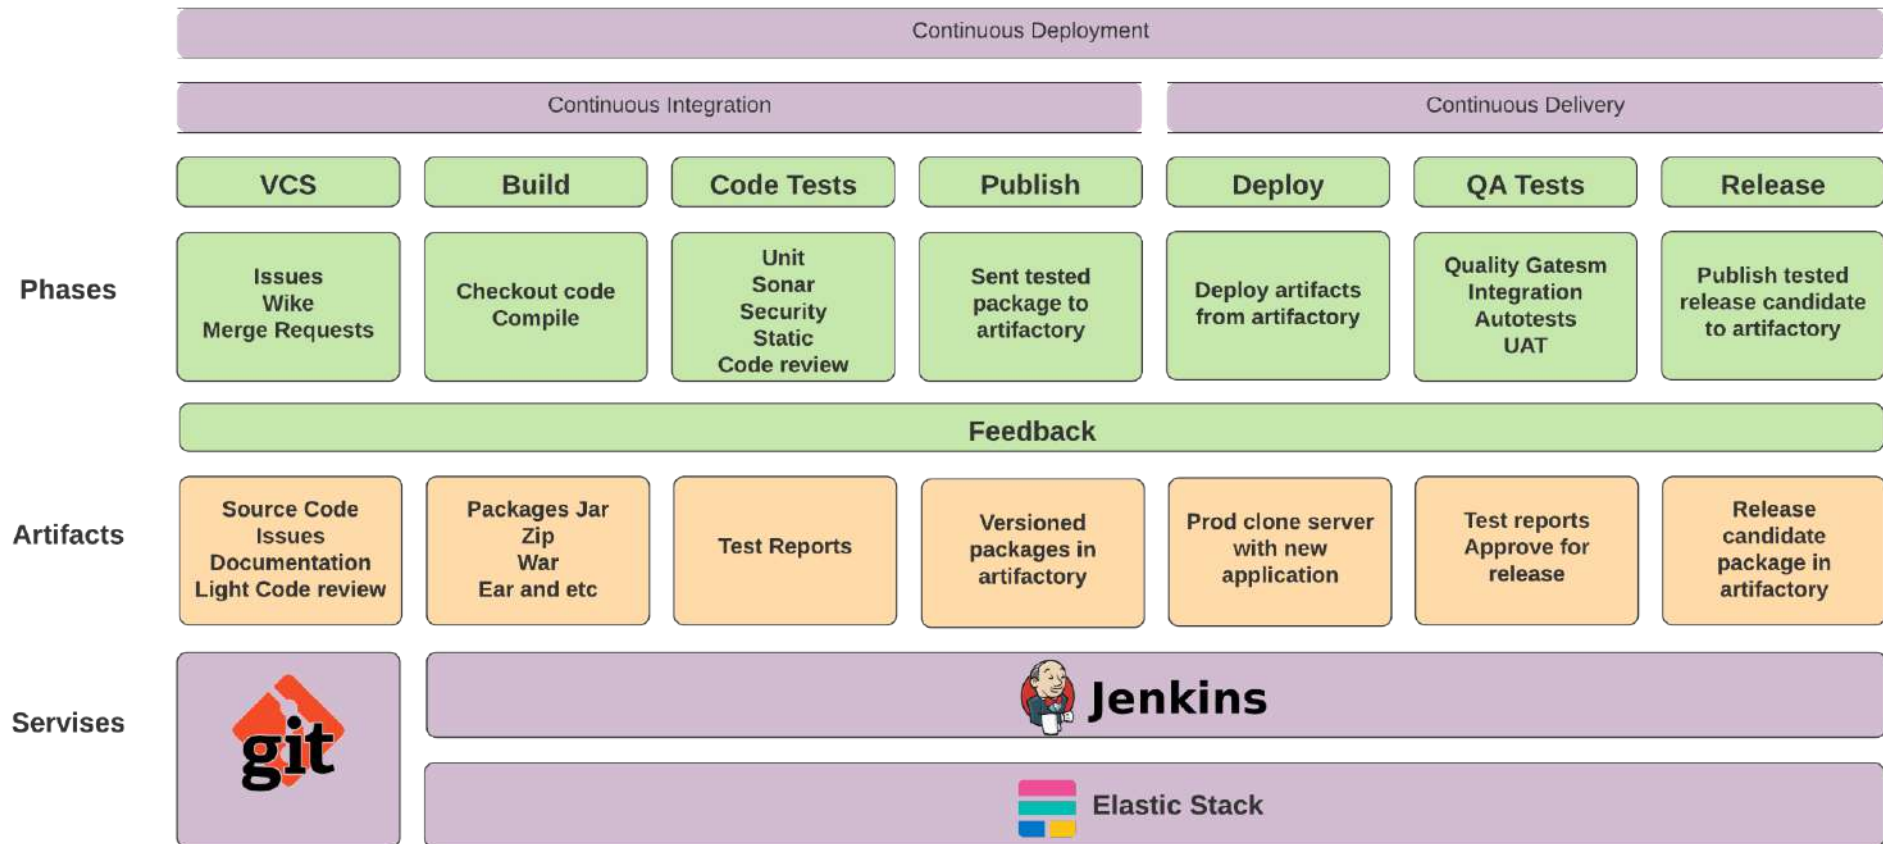 Continuous Deployment
Continuous Integration
Continuous Delivery
VCS
Build
Code Tests
Publish
Deploy
QA Tests
Release
Phases
Issues
Wike
Merge Requests
Checkout code
Compile
Unit
Sonar
Security
Static
Code review
Sent tested
package to
artifactory
Deploy artifacts
from artifactory
Quality Gatesm
Integration
Autotests
UAT
Publish tested
release candidate
to artifactory
Feedback
Artifacts
Source Code
Issues
Documentation
Light Code review
Packages Jar
Zip
War
Ear and etc
Test Reports
Versioned
packages in
artifactory
Prod clone server
with new
application
Test reports
Approve for
release
Release
candidate
package in
artifactory
Servises
git
Jenkins
Elastic Stack